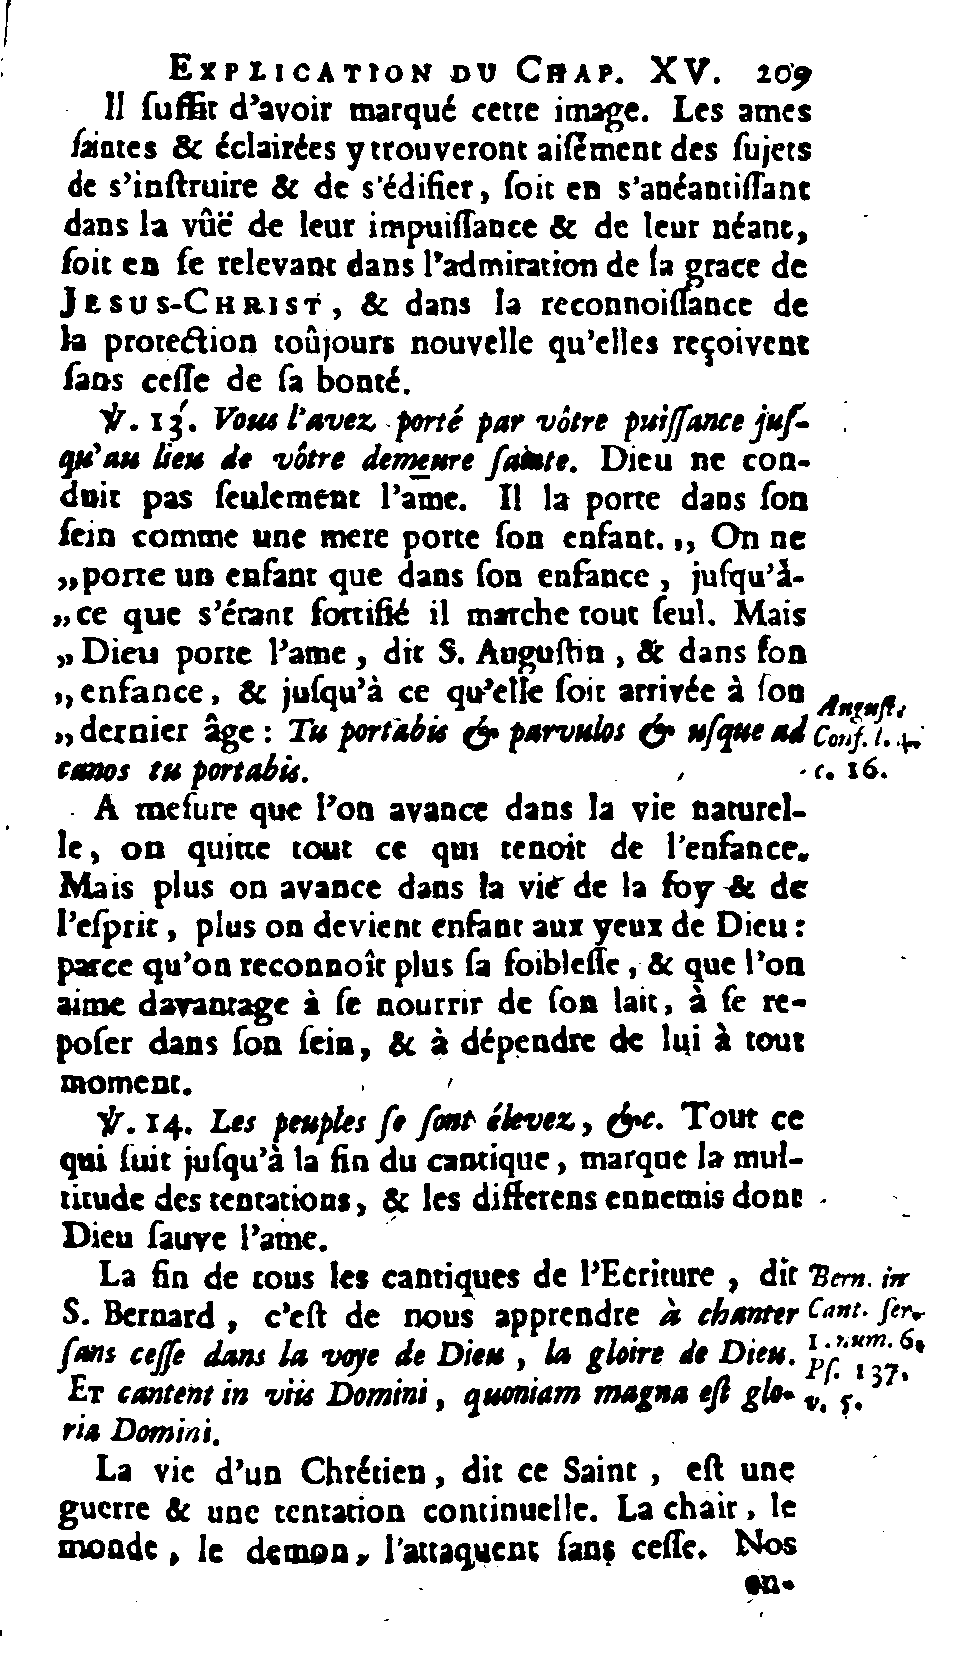 EXPLICATION DU CHAP. XV. 209
Il ſuffit d'avoir marqué cette image. Les ames
ſaintes & éclairées y trouveront aiſément des ſujets
de s'inſtruire & de s'édifier, ſoit en s'anéantiſſant
dans la vûë de leur impuiſſance & de leur néant,
ſoit en ſe relevant dans l'admiration de la grace de
JESUS-CHRIST, & dans la reconnoiſſance de
la protection toûjours nouvelle qu'elles reçoivent
ſans ceſſe de ſa bonté.
℣. 13. Vous l'avez porté par vôtre puiſſance juſ-
qu'au lieu de vôtre demeure ſainte. Dieu ne con-
duit pas ſeulement l'ame. Il la porte dans ſon
ſein comme une mere porte ſon enfant. „ On ne
„porte un enfant que dans ſon enfance, juſqu'à-
„ce que s'étant fortifié il marche tout ſeul. Mais
„Dieu porte l'ame, dit S. Auguſtin, & dans ſon
„enfance, & juſqu'à ce qu'elle ſoit arrivée à ſon
„dernier âge : Tu portabis & parvulos & uſque ad
canos tu portabis.
Auguſt.
Conf. l. 4.
c. 16.
A meſure que l'on avance dans la vie naturel-
le, on quitte tout ce qui tenoit de l'enfance.
Mais plus on avance dans la vie de la foy & de
l'eſprit, plus on devient enfant aux yeux de Dieu :
parce qu'on reconnoît plus ſa foibleſſe, & que l'on
aime davantage à ſe nourrir de ſon lait, à ſe re-
poſer dans ſon ſein, & à dépendre de lui à tout
moment.
℣. 14. Les peuples ſe ſont élevez, &c. Tout ce
qui ſuit juſqu'à la fin du cantique, marque la mul-
titude des tentations, & les differens ennemis dont
Dieu ſauve l'ame.
La fin de tous les cantiques de l'Ecriture, dit
S. Bernard, c'eſt de nous apprendre à chanter
ſans ceſſe dans la voye de Dieu, la gloire de Dieu.
ET cantent in viis Domini, quoniam magna eſt glo-
ria Domini.
Bern. in
Cant. ſer.
1. num. 6.
Pſ. 137.
v. 5.
La vie d'un Chrétien, dit ce Saint, eſt une
guerre & une tentation continuelle. La chair, le
monde, le demon, l'attaquent ſans ceſſe. Nos
en-